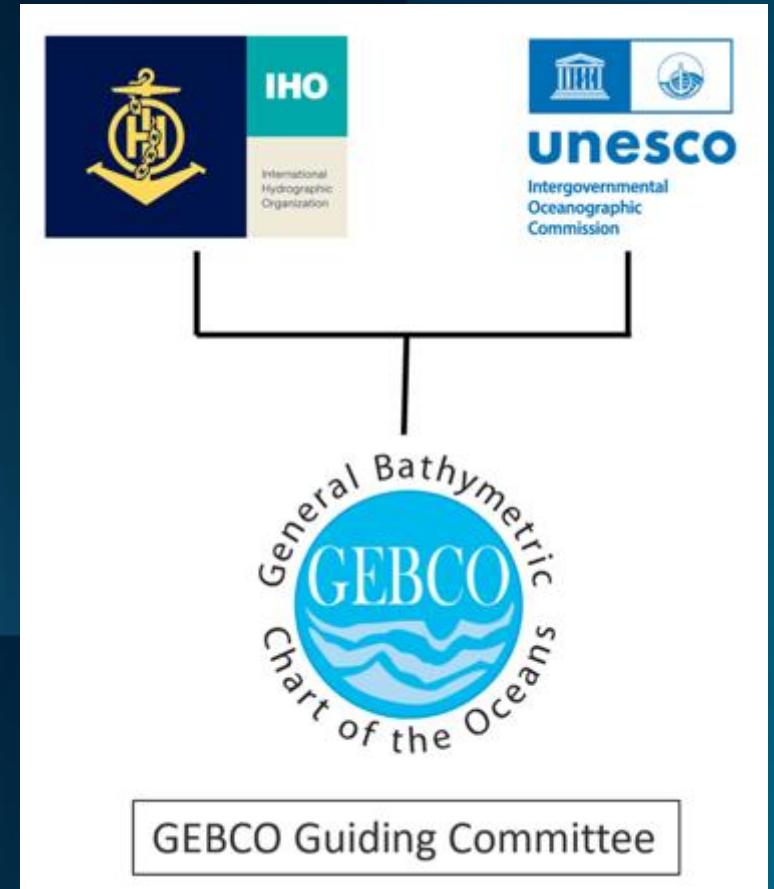 IHO
International
Hydrographic
Organization
unesco
Intergovernmental
Oceanographic
Commission
General Bathymetric
GEBCO
Chart of the Oceans
GEBCO Guiding Committee